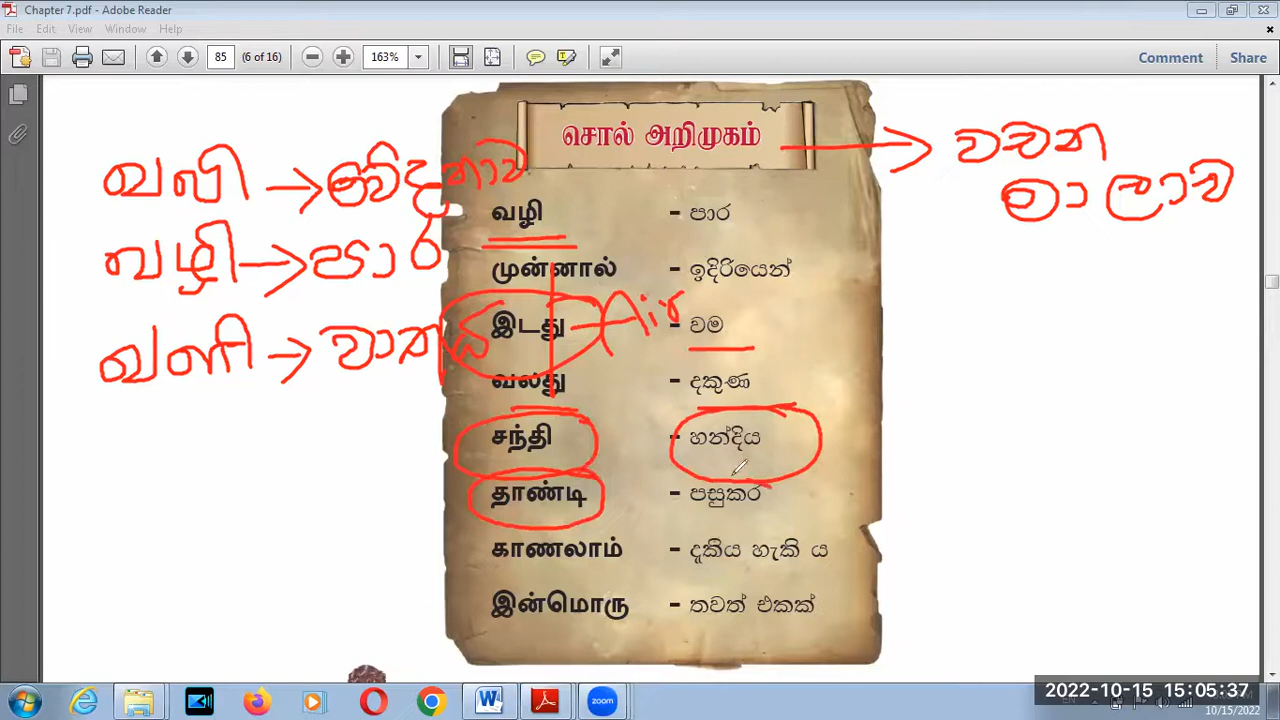 Chapter 7.pdf - Adobe Reader
File Edit View Window Help
85 (6 of 16) 163% Comment Share
சொல் அறிமுகம் → වචන
මාලාව
வலி → වේදනාව
வழி - පාර
வழி → පාර
முன்னால் - ඉදිරියෙන්
இடது - වම
Air
வளி → වාතය
வலது - දකුණ
சந்தி - හන්දිය
தாண்டி - පසුකර
காணலாம் - දැකිය හැකි ය
இன்மொரு - තවත් එකක්
2022-10-15 15:05:37
10/15/2022